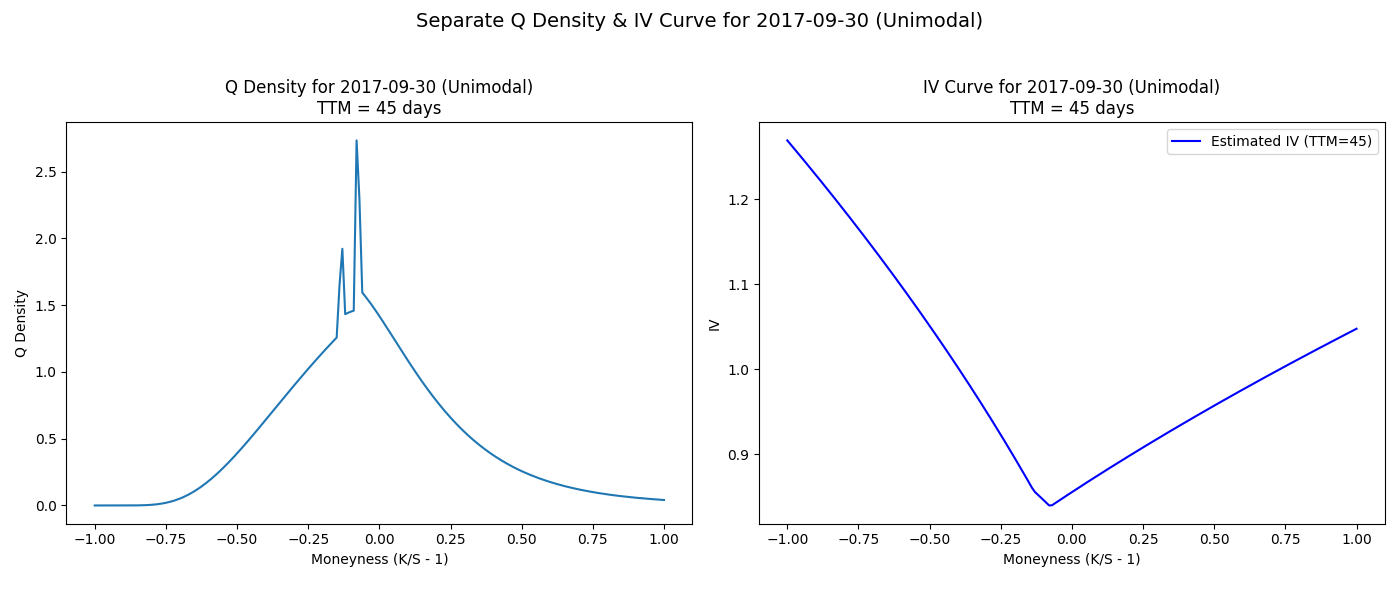 Separate Q Density & IV Curve for 2017-09-30 (Unimodal)
Q Density for 2017-09-30 (Unimodal)
TTM = 45 days
Q Density
2.5
2.0
1.5
1.0
0.5
0.0
−1.00 −0.75 −0.50 −0.25 0.00 0.25 0.50 0.75 1.00
Moneyness (K/S - 1)
IV Curve for 2017-09-30 (Unimodal)
TTM = 45 days
Estimated IV (TTM=45)
IV
1.2
1.1
1.0
0.9
−1.00 −0.75 −0.50 −0.25 0.00 0.25 0.50 0.75 1.00
Moneyness (K/S - 1)